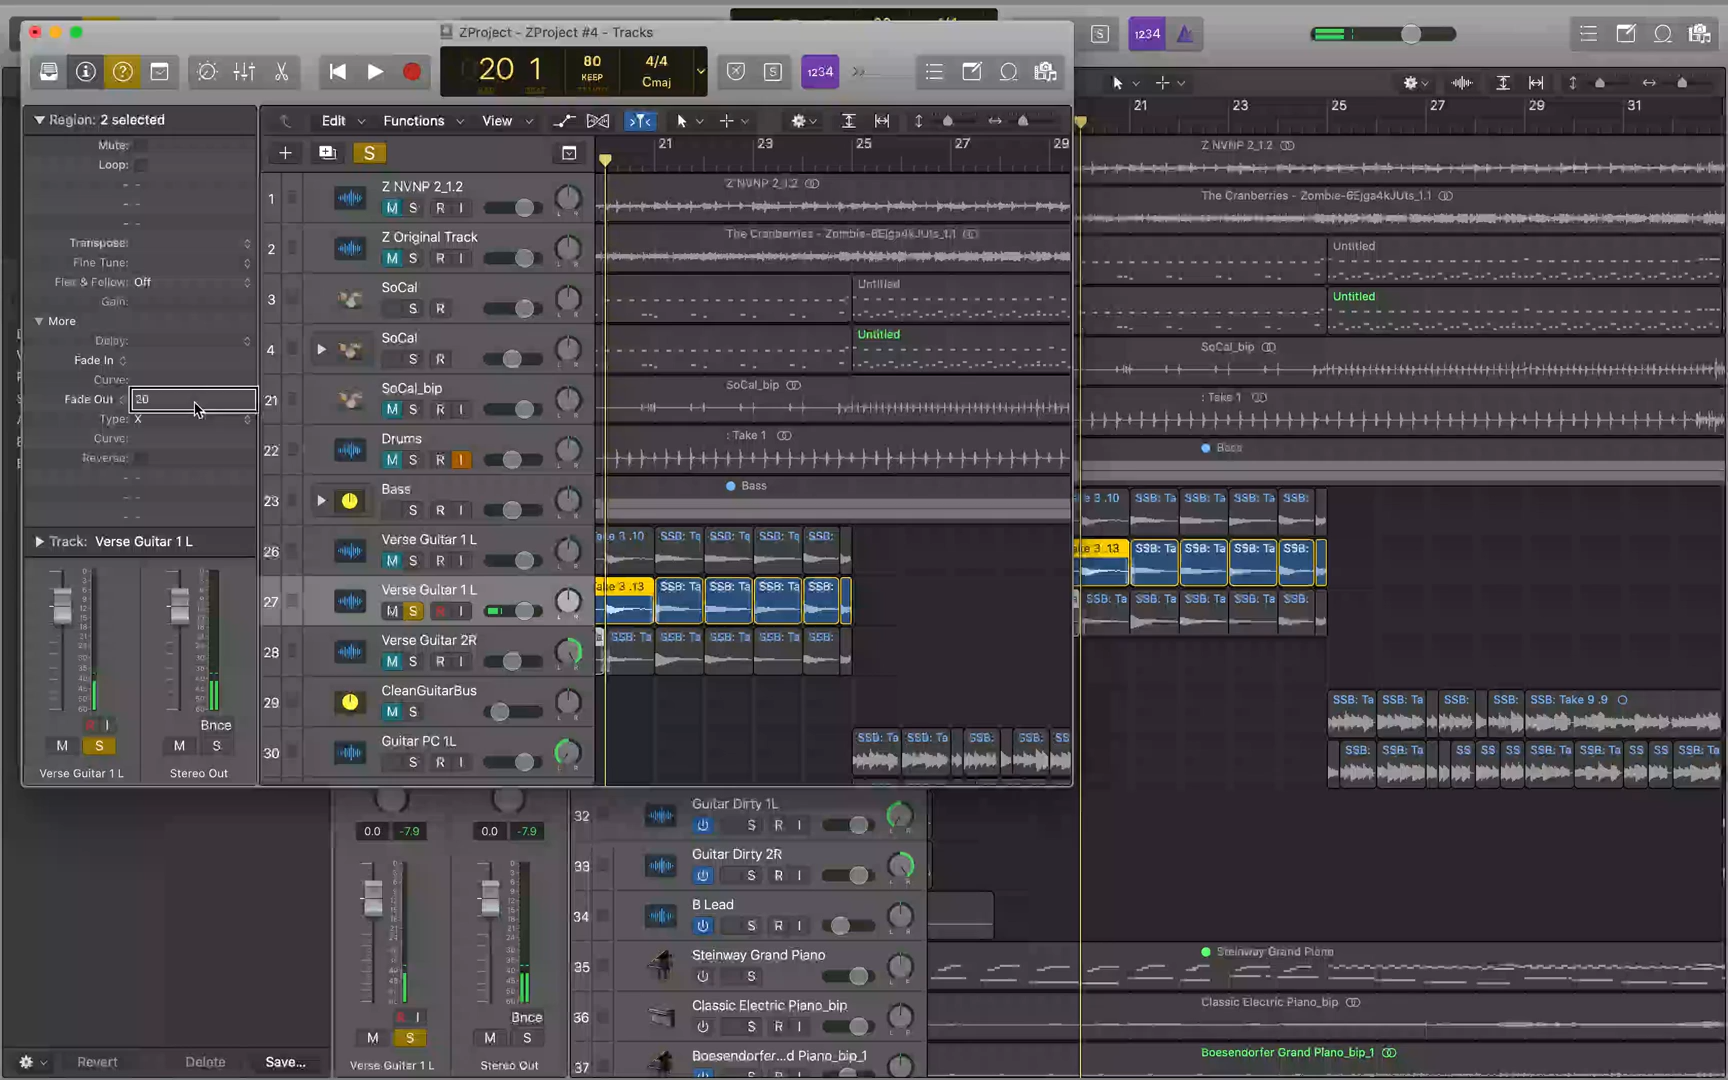 ZProject - ZProject #4 - Tracks
20 1
80
KEEP
4/4
Cmaj
S
1234
S
1234
Region: 2 selected
Mute:
Loop:
Transpose:
Fine Tune:
Flex & Follow: Off
Gain:
More
Delay:
Fade In
Curve:
Fade Out 20
Type: X
Curve:
Reverse:
Track: Verse Guitar 1 L
Bnce
R I
M S M S
Verse Guitar 1 L Stereo Out
Edit Functions View
S
21 23 25 27 29
21 23 25 27 29 31
1 Z NVNP 2_1.2
M S R I
2 Z Original Track
M S R I
3 SoCal
S R
4 SoCal
S R
21 SoCal_bip
M S R I
22 Drums
M S R I
23 Bass
S R I
26 Verse Guitar 1 L
M S R I
27 Verse Guitar 1 L
M S R I
28 Verse Guitar 2R
M S R I
29 CleanGuitarBus
M S
30 Guitar PC 1L
S R I
Z NVNP 2_1.2
The Cranberries - Zombie-6Ejga4kJUts_1.1
Untitled
Untitled
SoCal_bip
: Take 1
Bass
SSB: Ta SSB: Ta SSB: Ta SSB:
ake 3 .13 SSB: Ta SSB: Ta SSB: Ta SSB:
SSB: Ta SSB: Ta SSB: Ta SSB: Ta SSB:
SSB: Ta SSB: Ta SSB: SSB: SS
Z NVNP 2_1.2
The Cranberries - Zombie-6Ejga4kJUts_1.1
Untitled
Untitled
SoCal_bip
: Take 1
Bass
SSB: Ta SSB: Ta SSB: Ta SSB:
SSB: Ta SSB: Ta SSB: Ta SSB:
SSB: Ta SSB: Ta SSB: Ta SSB: Ta SSB:
SSB: Ta SSB: Ta SSB: SSB: SSB: Take 9 .9
SSB: SSB: Ta SS SS SSB: SSB: Ta SS SS SSB: Ta
32 Guitar Dirty 1L
S R I
33 Guitar Dirty 2R
S R I
34 B Lead
S R I
35 Steinway Grand Piano
S
36 Classic Electric Piano_bip
S R I
37 Boesendorfer...d Piano_bip_1
Steinway Grand Piano
Classic Electric Piano_bip
Boesendorfer Grand Piano_bip_1
0.0 -7.9 0.0 -7.9
R I Bnce
M S M S
Verse Guitar 1 L Stereo Out
Revert Delete Save...